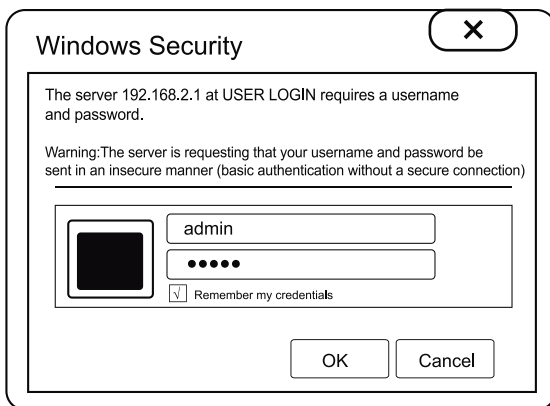 Windows Security
The server 192.168.2.1 at USER LOGIN requires a username
and password.
Warning:The server is requesting that your username and password be
sent in an insecure manner (basic authentication without a secure connection)
admin
●●●●●
√ Remember my credentials
OK Cancel